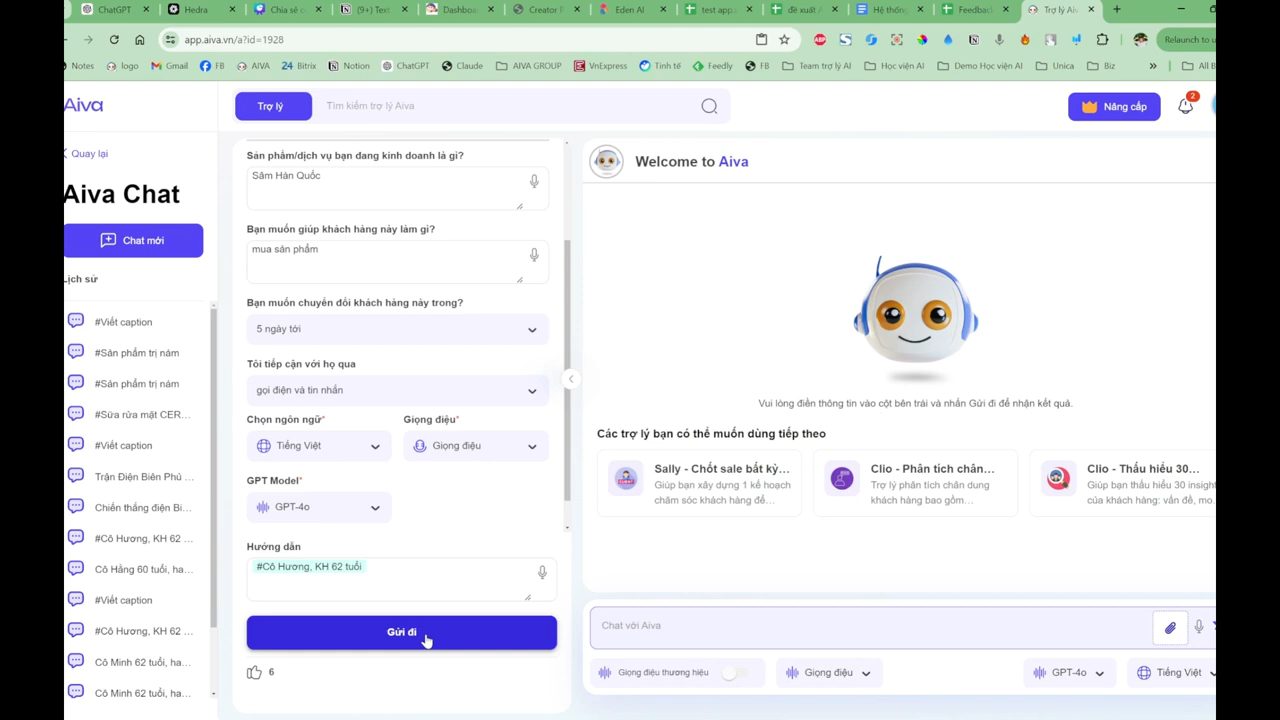 ChatGPT
Hedra
Chia sẻ c
(9+) Text
Dashboa
Creator P
Eden AI
test app.
đề xuất A
Hệ thống
Feedback
Trợ lý Aiv
app.aiva.vn/a?id=1928
Relaunch to u
Notes
logo
Gmail
FB
AIVA
Bitrix
Notion
ChatGPT
Claude
AIVA GROUP
VnExpress
Tinh tế
Feedly
FB
Team trợ lý AI
Học viện AI
Demo Học viện AI
Unica
Biz
»
All B
Aiva
Trợ lý
Tìm kiếm trợ lý Aiva
Nâng cấp
2
Quay lại
Aiva Chat
Chat mới
Lịch sử
#Viết caption
#Sản phẩm trị nám
#Sản phẩm trị nám
#Sữa rửa mặt CER...
#Viết caption
Trận Điện Biên Phủ ...
Chiến thắng điện Bi...
#Cô Hương, KH 62 ...
Cô Hằng 60 tuổi, ha...
#Viết caption
#Cô Hương, KH 62 ...
Cô Minh 62 tuổi, ha...
Cô Minh 62 tuổi, ha...
Sản phẩm/dịch vụ bạn đang kinh doanh là gì?
Sâm Hàn Quốc
Bạn muốn giúp khách hàng này làm gì?
mua sản phẩm
Bạn muốn chuyển đổi khách hàng này trong?
5 ngày tới
Tôi tiếp cận với họ qua
gọi điện và tin nhắn
Chọn ngôn ngữ*
Giọng điệu*
Tiếng Việt
Giọng điệu
GPT Model*
GPT-4o
Hướng dẫn
#Cô Hương, KH 62 tuổi
Gửi đi
6
Welcome to Aiva
Vui lòng điền thông tin vào cột bên trái và nhấn Gửi đi để nhận kết quả.
Các trợ lý bạn có thể muốn dùng tiếp theo
Sally - Chốt sale bất kỳ...
Giúp bạn xây dựng 1 kế hoạch
chăm sóc khách hàng để...
Clio - Phân tích chân...
Trợ lý phân tích chân dung
khách hàng bao gồm...
Clio - Thấu hiểu 30...
Giúp bạn thấu hiểu 30 insight
của khách hàng: vấn đề, mo...
Chat với Aiva
Giọng điệu thương hiệu
Giọng điệu
GPT-4o
Tiếng Việt